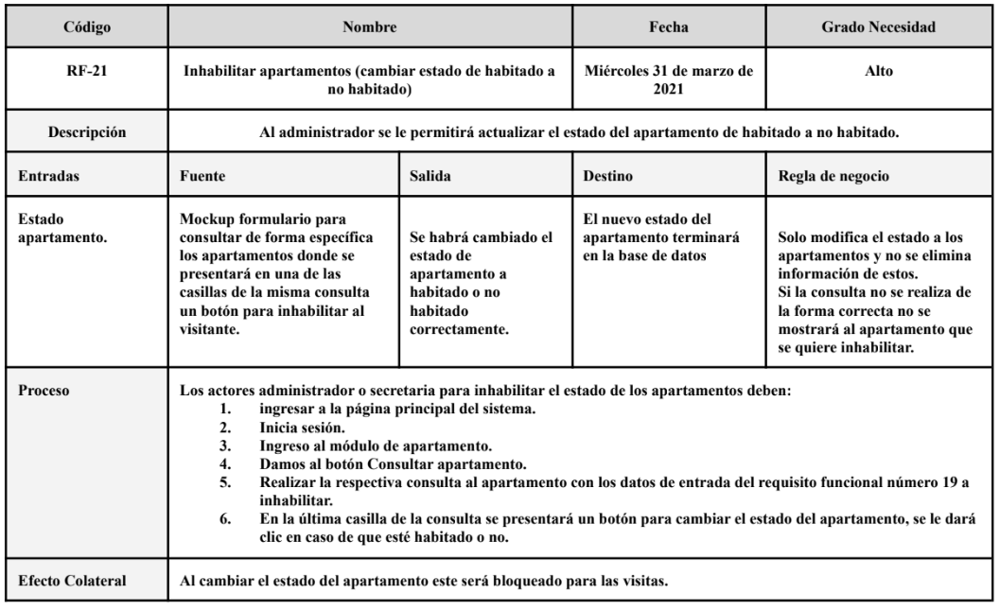 Código Nombre Fecha Grado Necesidad
RF-21
Inhabilitar apartamentos (cambiar estado de habitado a
no habitado)
Miércoles 31 de marzo de
2021
Alto
Descripción
Al administrador se le permitirá actualizar el estado del apartamento de habitado a no habitado.
Entradas Fuente Salida Destino Regla de negocio
Estado
apartamento.
Mockup formulario para
consultar de forma específica
los apartamentos donde se
presentará en una de las
casillas de la misma consulta
un botón para inhabilitar al
visitante.
Se habrá cambiado el
estado de
apartamento a
habitado o no
habitado
correctamente.
El nuevo estado del
apartamento terminará
en la base de datos
Solo modifica el estado a los
apartamentos y no se elimina
información de estos.
Si la consulta no se realiza de
la forma correcta no se
mostrará al apartamento que
se quiere inhabilitar.
Proceso
Los actores administrador o secretaria para inhabilitar el estado de los apartamentos deben:
1. ingresar a la página principal del sistema.
2. Inicia sesión.
3. Ingreso al módulo de apartamento.
4. Damos al botón Consultar apartamento.
5. Realizar la respectiva consulta al apartamento con los datos de entrada del requisito funcional número 19 a
inhabilitar.
6. En la última casilla de la consulta se presentará un botón para cambiar el estado del apartamento, se le dará
clic en caso de que esté habitado o no.
Efecto Colateral
Al cambiar el estado del apartamento este será bloqueado para las visitas.